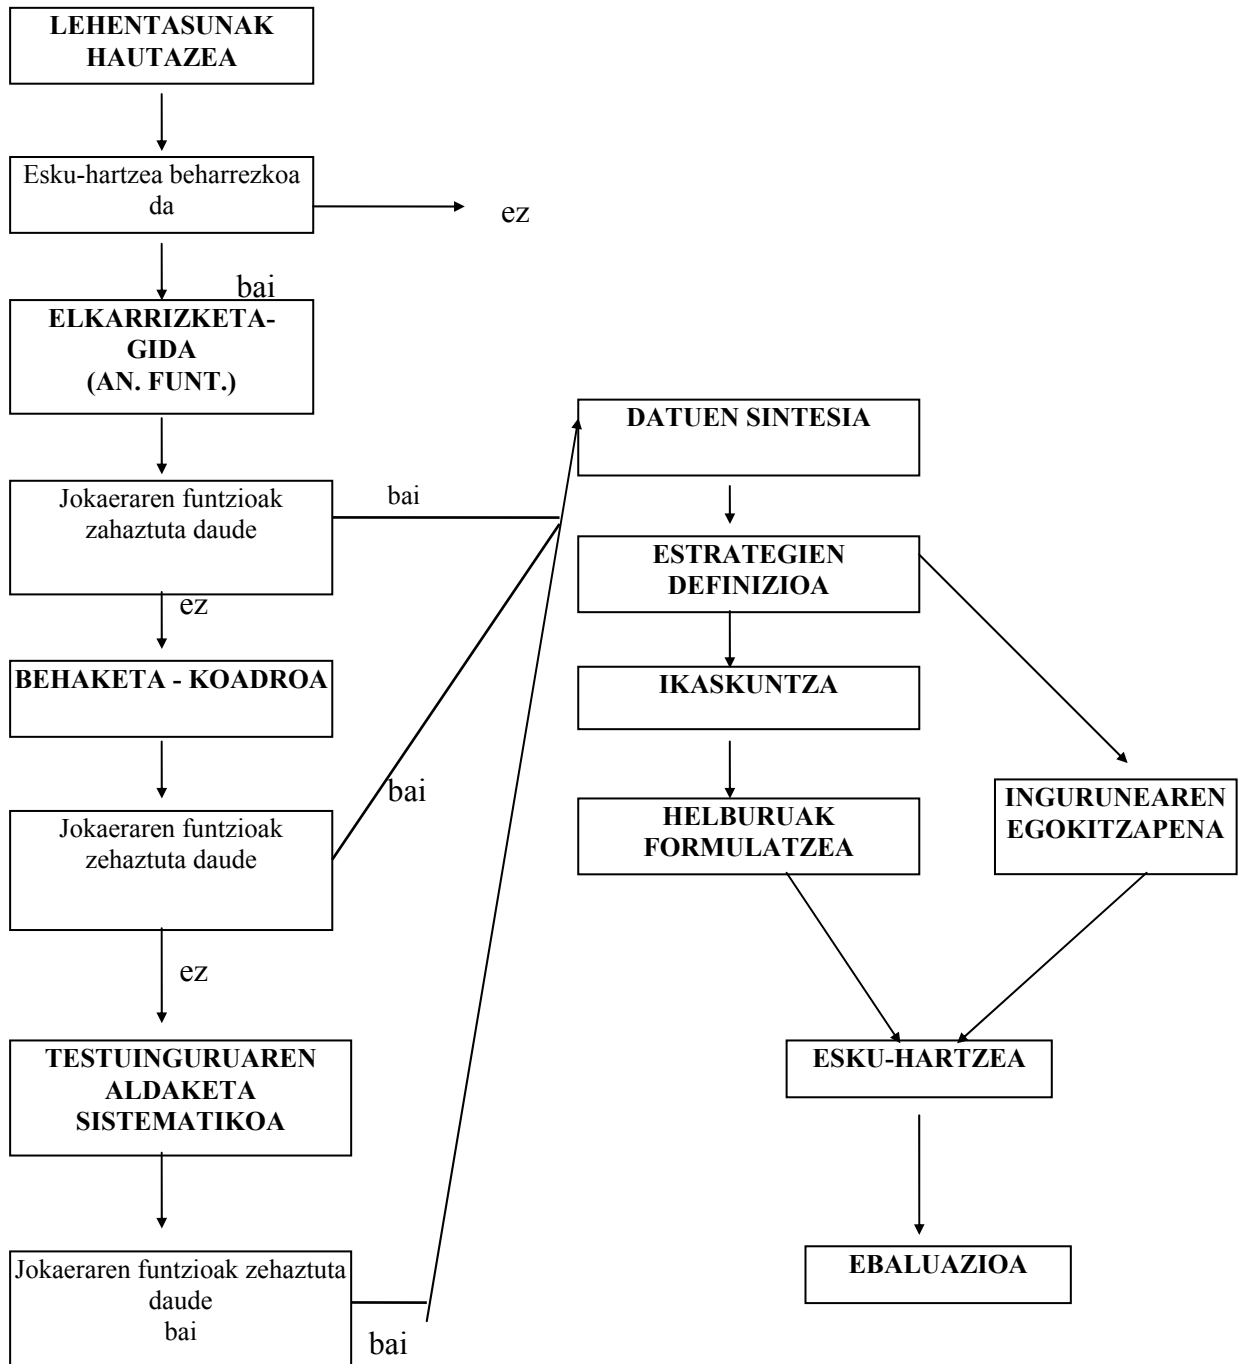 LEHENTASUNAK
HAUTAZEA
Esku-hartzea beharrezkoa
da
ez
bai
ELKARRIZKETA-
GIDA
(AN. FUNT.)
Jokaeraren funtzioak
zahaztuta daude
bai
ez
BEHAKETA - KOADROA
Jokaeraren funtzioak
zehaztuta daude
bai
ez
TESTUINGURUAREN
ALDAKETA
SISTEMATIKOA
Jokaeraren funtzioak zehaztuta
daude
bai
bai
DATUEN SINTESIA
ESTRATEGIEN
DEFINIZIOA
IKASKUNTZA
HELBURUAK
FORMULATZEA
INGURUNEAREN
EGOKITZAPENA
ESKU-HARTZEA
EBALUAZIOA